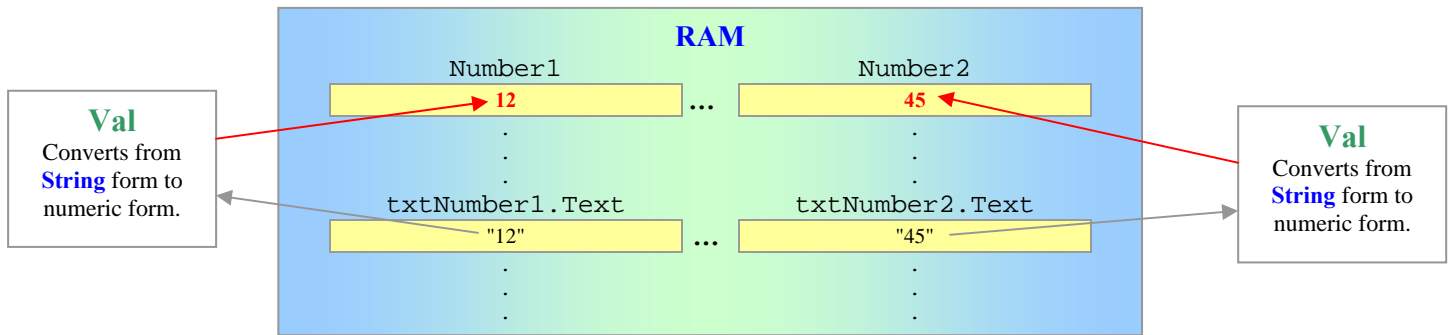 RAM
Number1
Number2
12
...
45
Val
Converts from
String form to
numeric form.
Val
Converts from
String form to
numeric form.
.
.
.
.
.
.
txtNumber1.Text
txtNumber2.Text
"12"
...
"45"
.
.
.
.
.
.